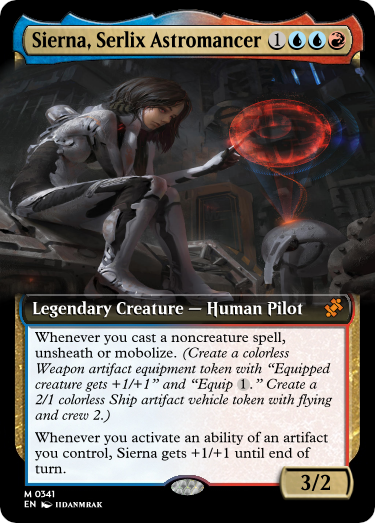 Sierna, Serlix Astromancer 1
Legendary Creature — Human Pilot
Whenever you cast a noncreature spell,
unsheath or mobolize. (Create a colorless
Weapon artifact equipment token with “Equipped
creature gets +1/+1” and “Equip 1.” Create a
2/1 colorless Ship artifact vehicle token with flying
and crew 2.)
Whenever you activate an ability of an artifact
you control, Sierna gets +1/+1 until end of
turn.
3/2
M 0341
EN IIDANMRAK